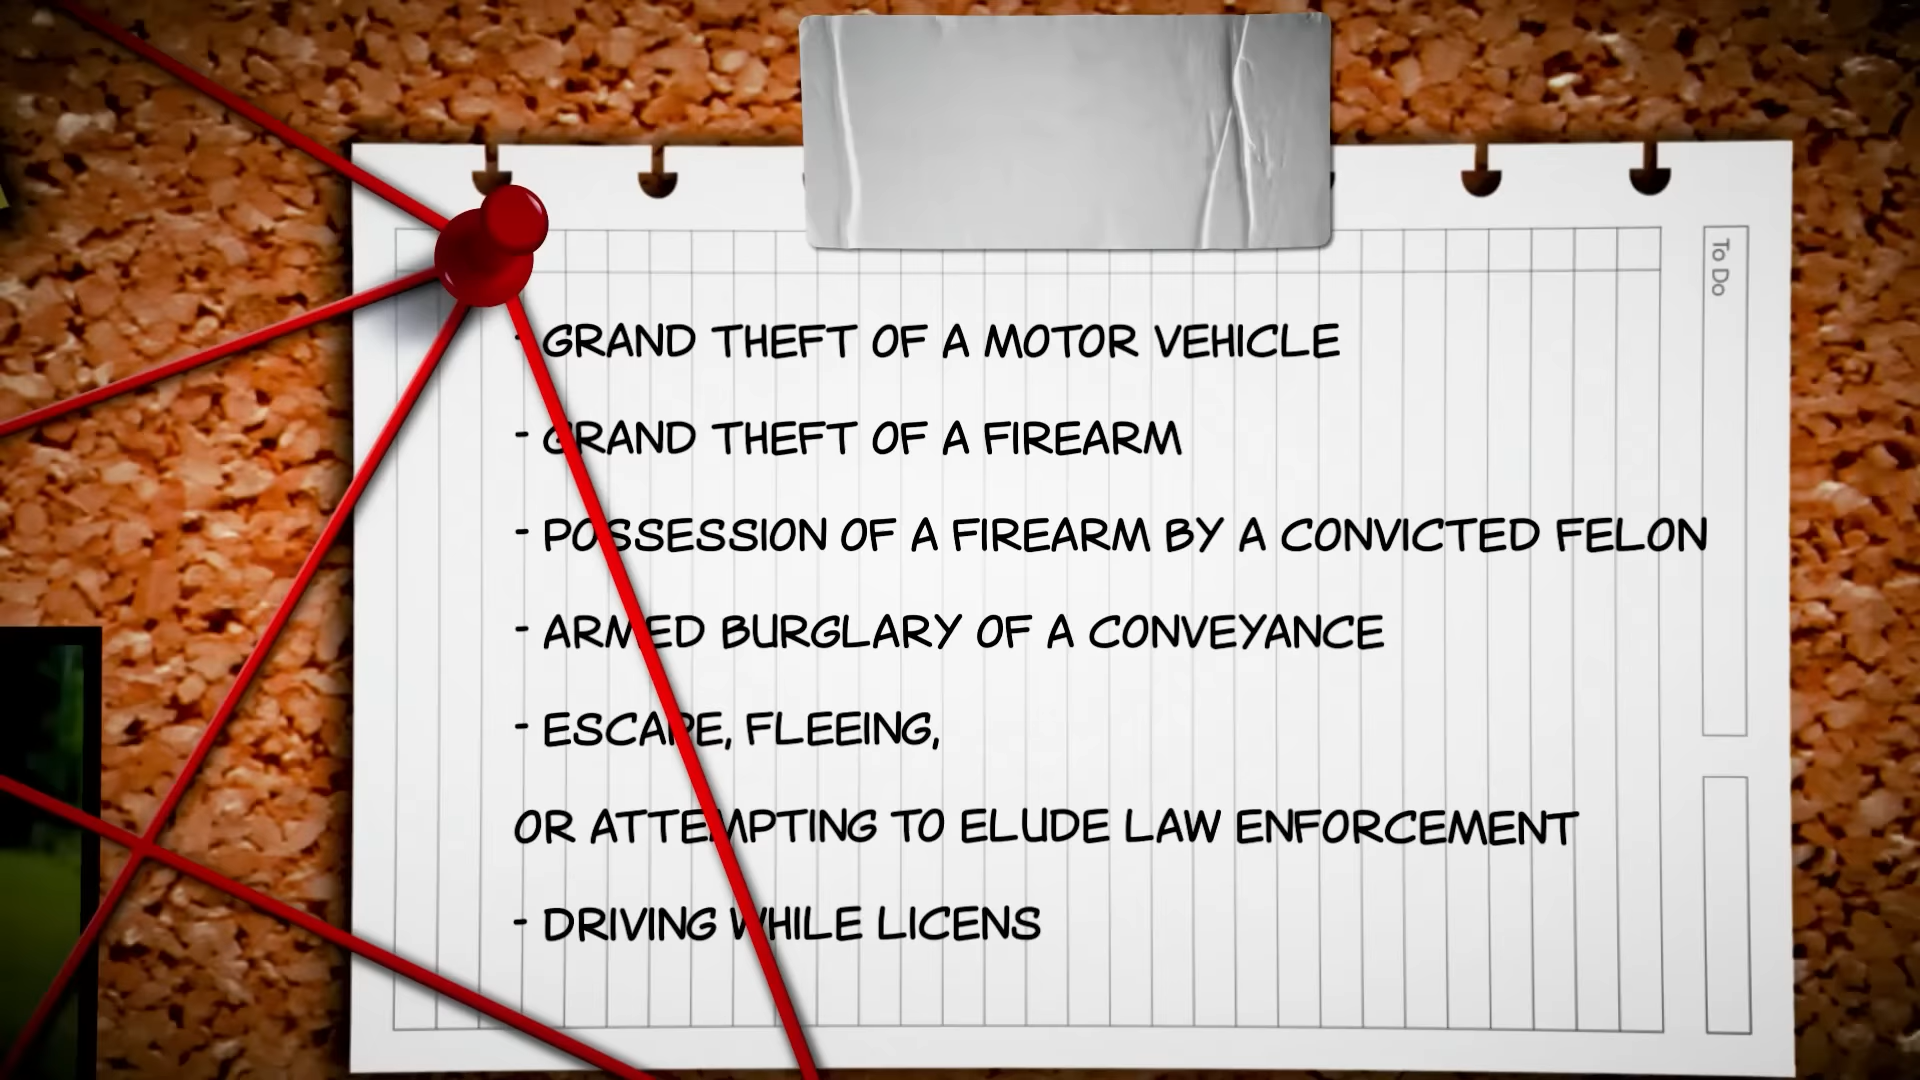 - GRAND THEFT OF A MOTOR VEHICLE
- GRAND THEFT OF A FIREARM
- POSSESSION OF A FIREARM BY A CONVICTED FELON
- ARMED BURGLARY OF A CONVEYANCE
- ESCAPE, FLEEING,
OR ATTEMPTING TO ELUDE LAW ENFORCEMENT
- DRIVING WHILE LICENS
To Do